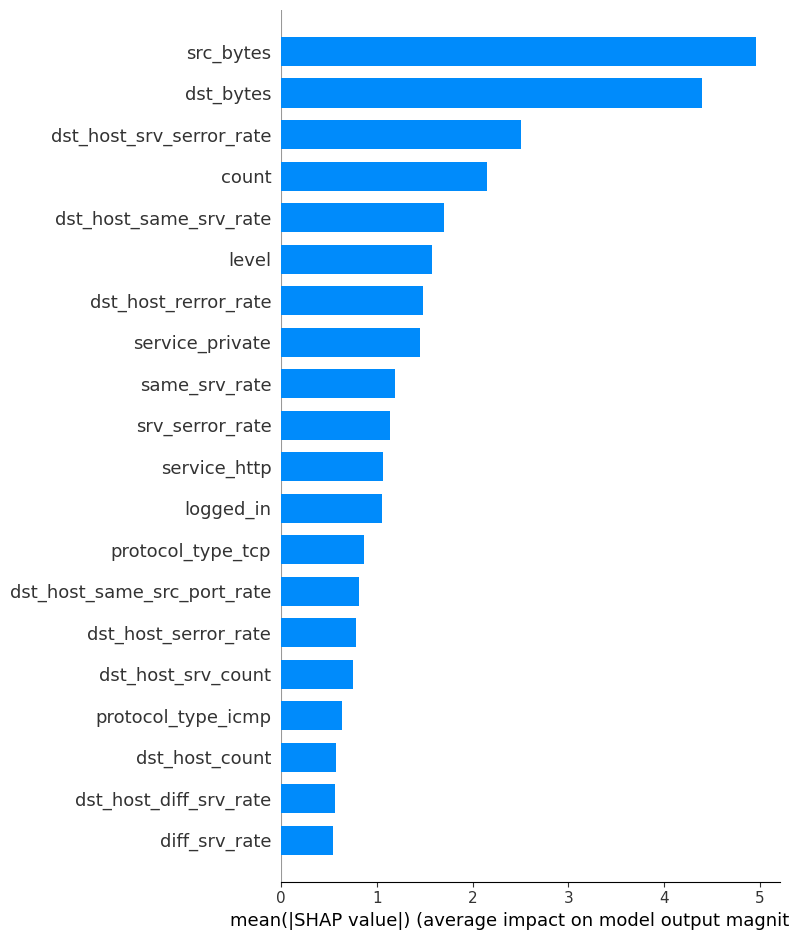 src_bytes
dst_bytes
dst_host_srv_serror_rate
count
dst_host_same_srv_rate
level
dst_host_rerror_rate
service_private
same_srv_rate
srv_serror_rate
service_http
logged_in
protocol_type_tcp
dst_host_same_src_port_rate
dst_host_serror_rate
dst_host_srv_count
protocol_type_icmp
dst_host_count
dst_host_diff_srv_rate
diff_srv_rate
0 1 2 3 4 5
mean(|SHAP value|) (average impact on model output magnit